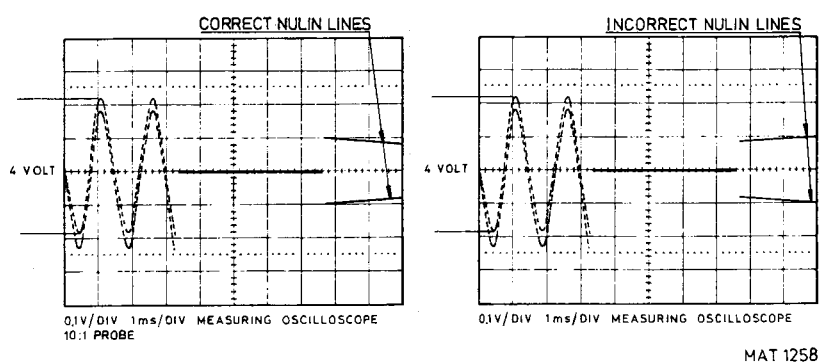 CORRECT NULIN LINES
INCORRECT NULIN LINES
4 VOLT
4 VOLT
0,1V/DIV 1ms/DIV MEASURING OSCILLOSCOPE
10:1 PROBE
0,1V/DIV 1ms/DIV MEASURING OSCILLOSCOPE
MAT 1258